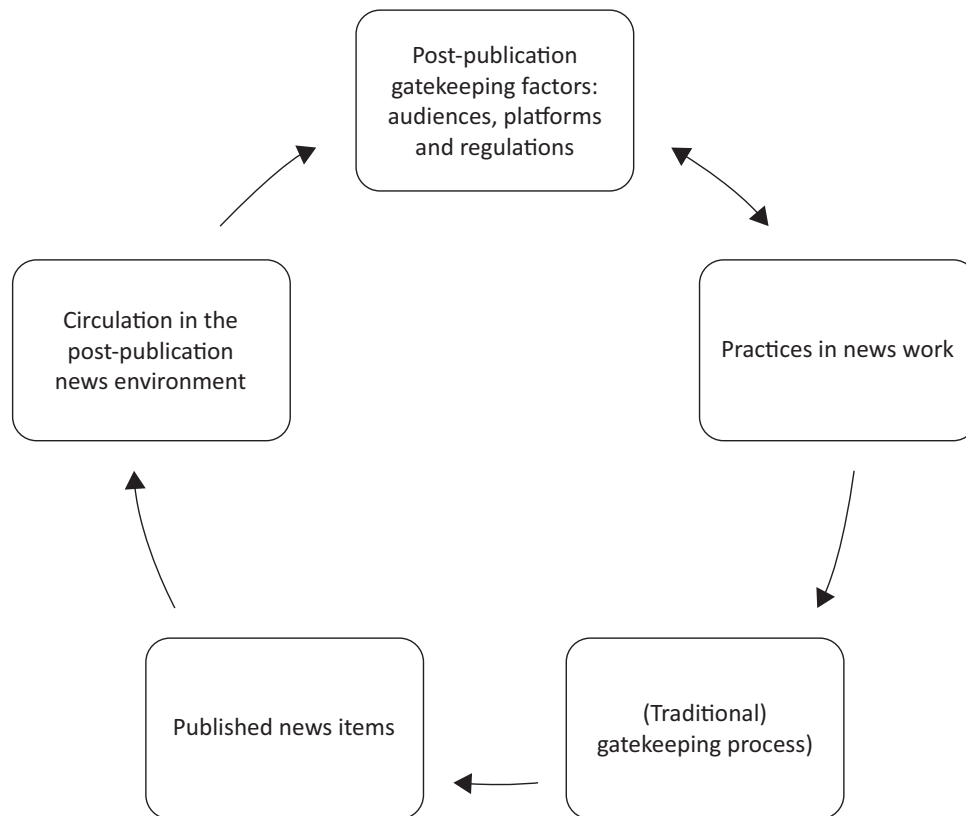 Post-publication
gatekeeping factors:
audiences, platforms
and regulations
Circulation in the
post-publication
news environment
Practices in news work
Published news items
(Traditional)
gatekeeping process)